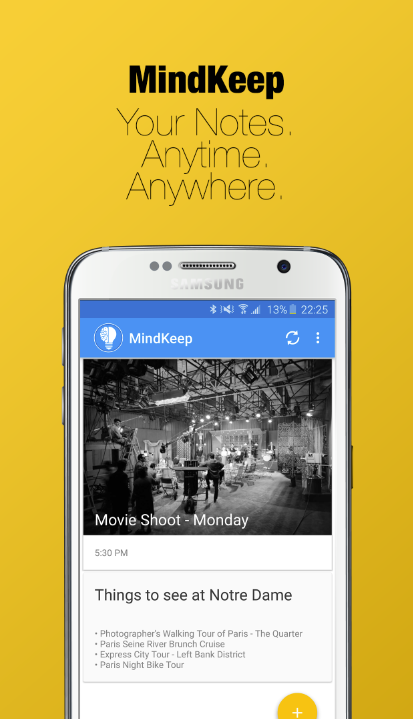 MindKeep
Your Notes.
Anytime.
Anywhere.
SAMSUNG
13% 22:25
MindKeep
Movie Shoot - Monday
5:30 PM
Things to see at Notre Dame
• Photographer's Walking Tour of Paris - The Quarter
• Paris Seine River Brunch Cruise
• Express City Tour - Left Bank District
• Paris Night Bike Tour
+